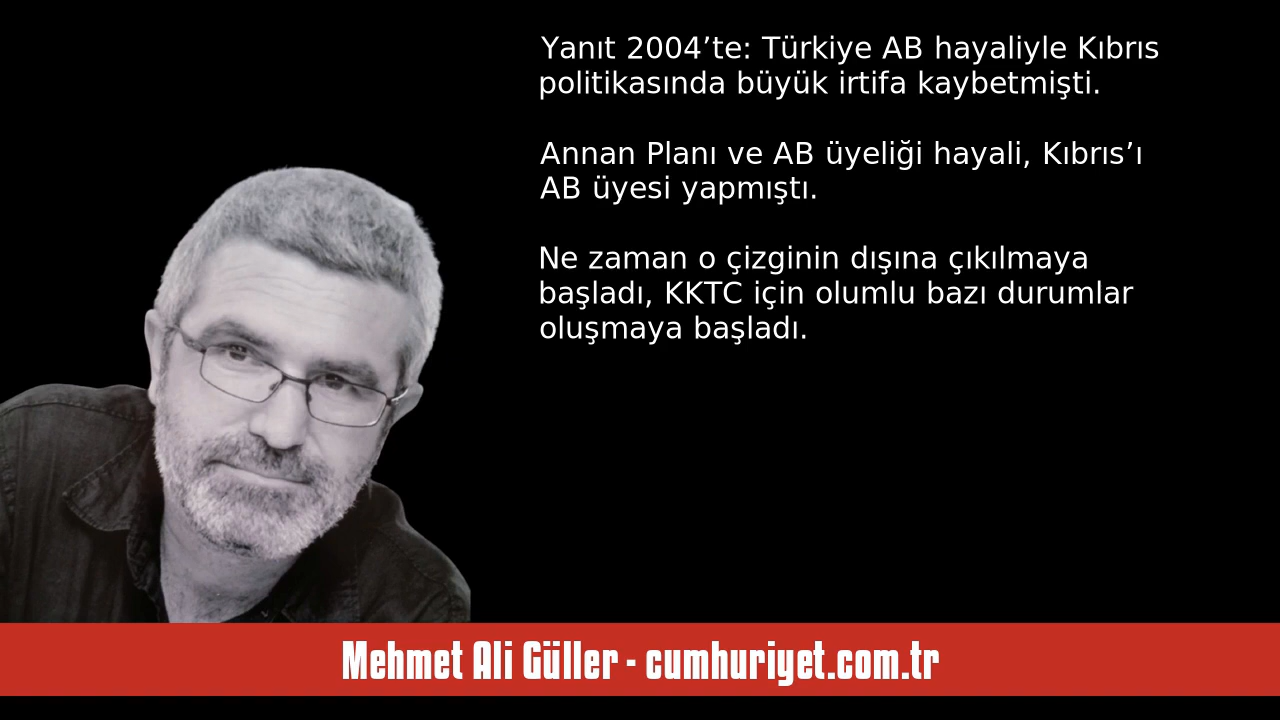 Yanıt 2004’te: Türkiye AB hayaliyle Kıbrıs
politikasında büyük irtifa kaybetmişti.
Annan Planı ve AB üyeliği hayali, Kıbrıs’ı
AB üyesi yapmıştı.
Ne zaman o çizginin dışına çıkılmaya
başladı, KKTC için olumlu bazı durumlar
oluşmaya başladı.
Mehmet Ali Güller - cumhuriyet.com.tr